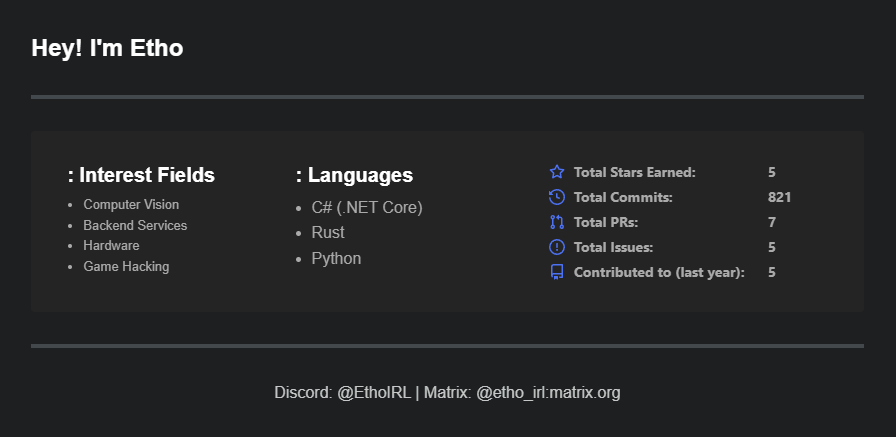 Hey! I'm Etho
: Interest Fields
• Computer Vision
• Backend Services
• Hardware
• Game Hacking
: Languages
• C# (.NET Core)
• Rust
• Python
Total Stars Earned: 5
Total Commits: 821
Total PRs: 7
Total Issues: 5
Contributed to (last year): 5
Discord: @EthoIRL | Matrix: @etho_irl:matrix.org